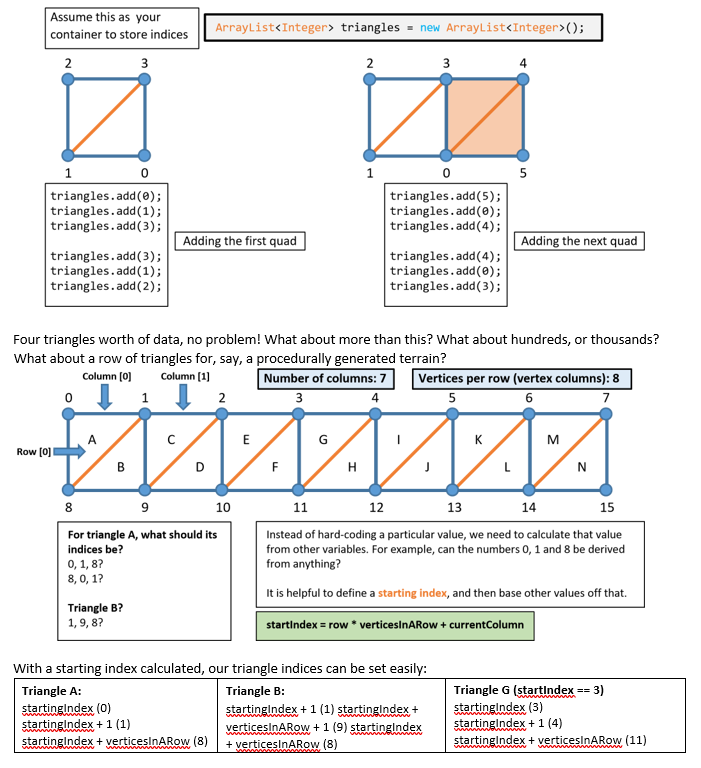 Assume this as your
container to store indices
ArrayList<Integer> triangles = new ArrayList<Integer>();
2 3
1 0
2 3 4
1 0 5
triangles.add(0);
triangles.add(1);
triangles.add(3);
triangles.add(3);
triangles.add(1);
triangles.add(2);
Adding the first quad
triangles.add(5);
triangles.add(0);
triangles.add(4);
triangles.add(4);
triangles.add(0);
triangles.add(3);
Adding the next quad
Four triangles worth of data, no problem! What about more than this? What about hundreds, or thousands?
What about a row of triangles for, say, a procedurally generated terrain?
Column [0] Column [1] Number of columns: 7 Vertices per row (vertex columns): 8
0 1 2 3 4 5 6 7
A C E G I K M
Row [0]
B D F H J L N
8 9 10 11 12 13 14 15
For triangle A, what should its
indices be?
0, 1, 8?
8, 0, 1?
Triangle B?
1, 9, 8?
Instead of hard-coding a particular value, we need to calculate that value
from other variables. For example, can the numbers 0, 1 and 8 be derived
from anything?
It is helpful to define a starting index, and then base other values off that.
startIndex = row * verticesInARow + currentColumn
With a starting index calculated, our triangle indices can be set easily:
Triangle A:
startingIndex (0)
startingIndex + 1 (1)
startingIndex + verticesInARow (8)
Triangle B:
startingIndex + 1 (1) startingIndex +
verticesInARow + 1 (9) startingIndex
+ verticesInARow (8)
Triangle G (startIndex == 3)
startingIndex (3)
startingIndex + 1 (4)
startingIndex + verticesInARow (11)